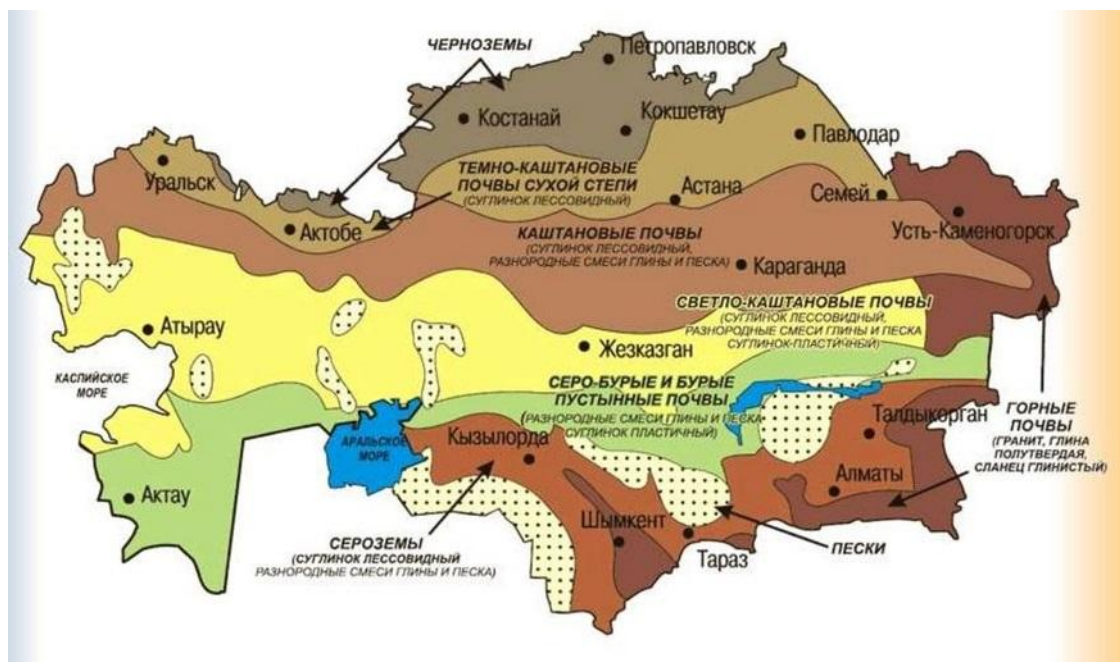 ЧЕРНОЗЕМЫ
Петропавловск
Костанай
Кокшетау
Павлодар
Уральск
ТЕМНО-КАШТАНОВЫЕ
ПОЧВЫ СУХОЙ СТЕПИ
(СУГЛИНОК ЛЕССОВИДНЫЙ)
Астана
Семей
Актобе
КАШТАНОВЫЕ ПОЧВЫ
(СУГЛИНОК ЛЕССОВИДНЫЙ,
РАЗНОРОДНЫЕ СМЕСИ ГЛИНЫ И ПЕСКА)
Усть-Каменогорск
Караганда
СВЕТЛО-КАШТАНОВЫЕ ПОЧВЫ
(СУГЛИНОК ЛЕССОВИДНЫЙ,
РАЗНОРОДНЫЕ СМЕСИ ГЛИНЫ И ПЕСКА
СУГЛИНОК-ПЛАСТИЧНЫЙ)
Атырау
Жезказган
КАСПИЙСКОЕ
МОРЕ
СЕРО-БУРЫЕ И БУРЫЕ
ПУСТЫННЫЕ ПОЧВЫ
(РАЗНОРОДНЫЕ СМЕСИ ГЛИНЫ И ПЕСКА
СУГЛИНОК ПЛАСТИЧНЫЙ)
Талдыкорган
ГОРНЫЕ
ПОЧВЫ
(ГРАНИТ, ГЛИНА
ПОЛУТВЕРДАЯ,
СЛАНЕЦ ГЛИНИСТЫЙ)
АРАЛЬСКОЕ
МОРЕ
Кызылорда
Актау
Алматы
Шымкент
СЕРОЗЕМЫ
(СУГЛИНОК ЛЕССОВИДНЫЙ
РАЗНОРОДНЫЕ СМЕСИ ГЛИНЫ И ПЕСКА)
Тараз
ПЕСКИ